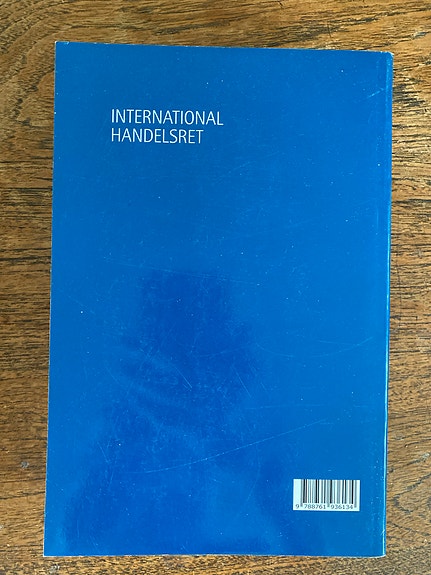 INTERNATIONAL
HANDELSRET
9 788761 936134